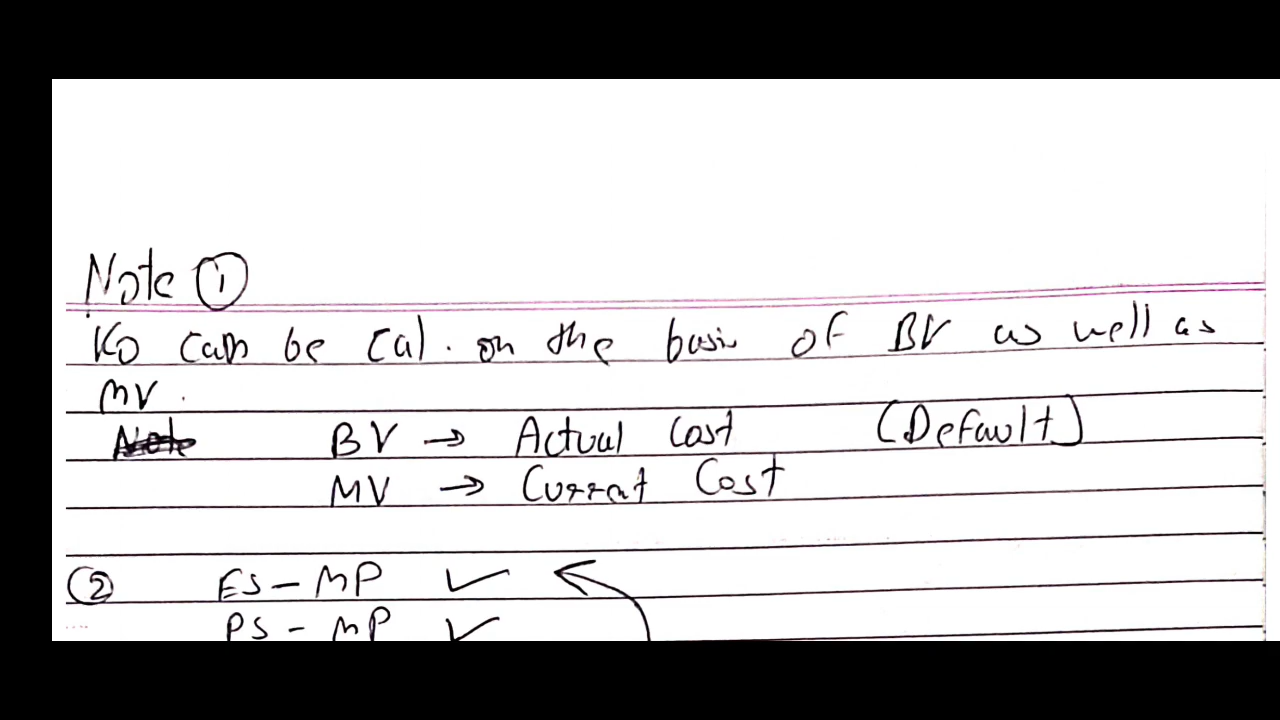 Note ①
Ko can be cal. on the basis of BV as well as
MV.
Note BV → Actual Cost (Default)
MV → Current Cost
② ES - MP ✓
PS - MP ✓